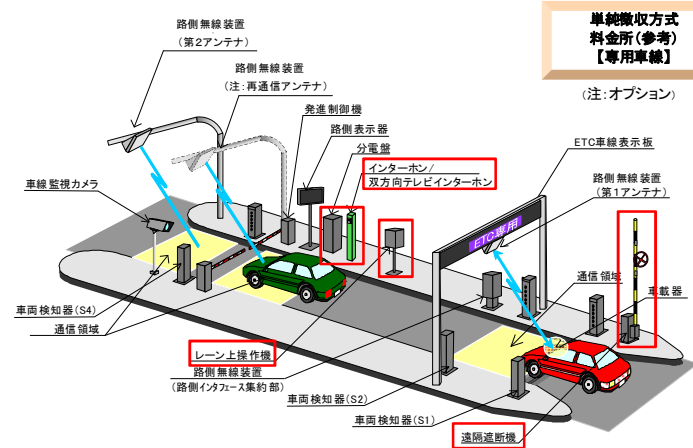 単純徴収方式
料金所(参考)
【専用車線】
(注:オプション)
路側無線装置
(第2アンテナ)
路側無線装置
(注:再通信アンテナ)
発進制御機
路側表示器
分電盤
インターホン/
双方向テレビインターホン
ETC車線表示板
路側無線装置
(第1アンテナ)
車線監視カメラ
ETC専用
車両検知器(S4)
通信領域
通信領域
車載器
レーン上操作機
路側無線装置
(路側インタフェース集約部)
車両検知器(S2)
車両検知器(S1)
遠隔遮断機